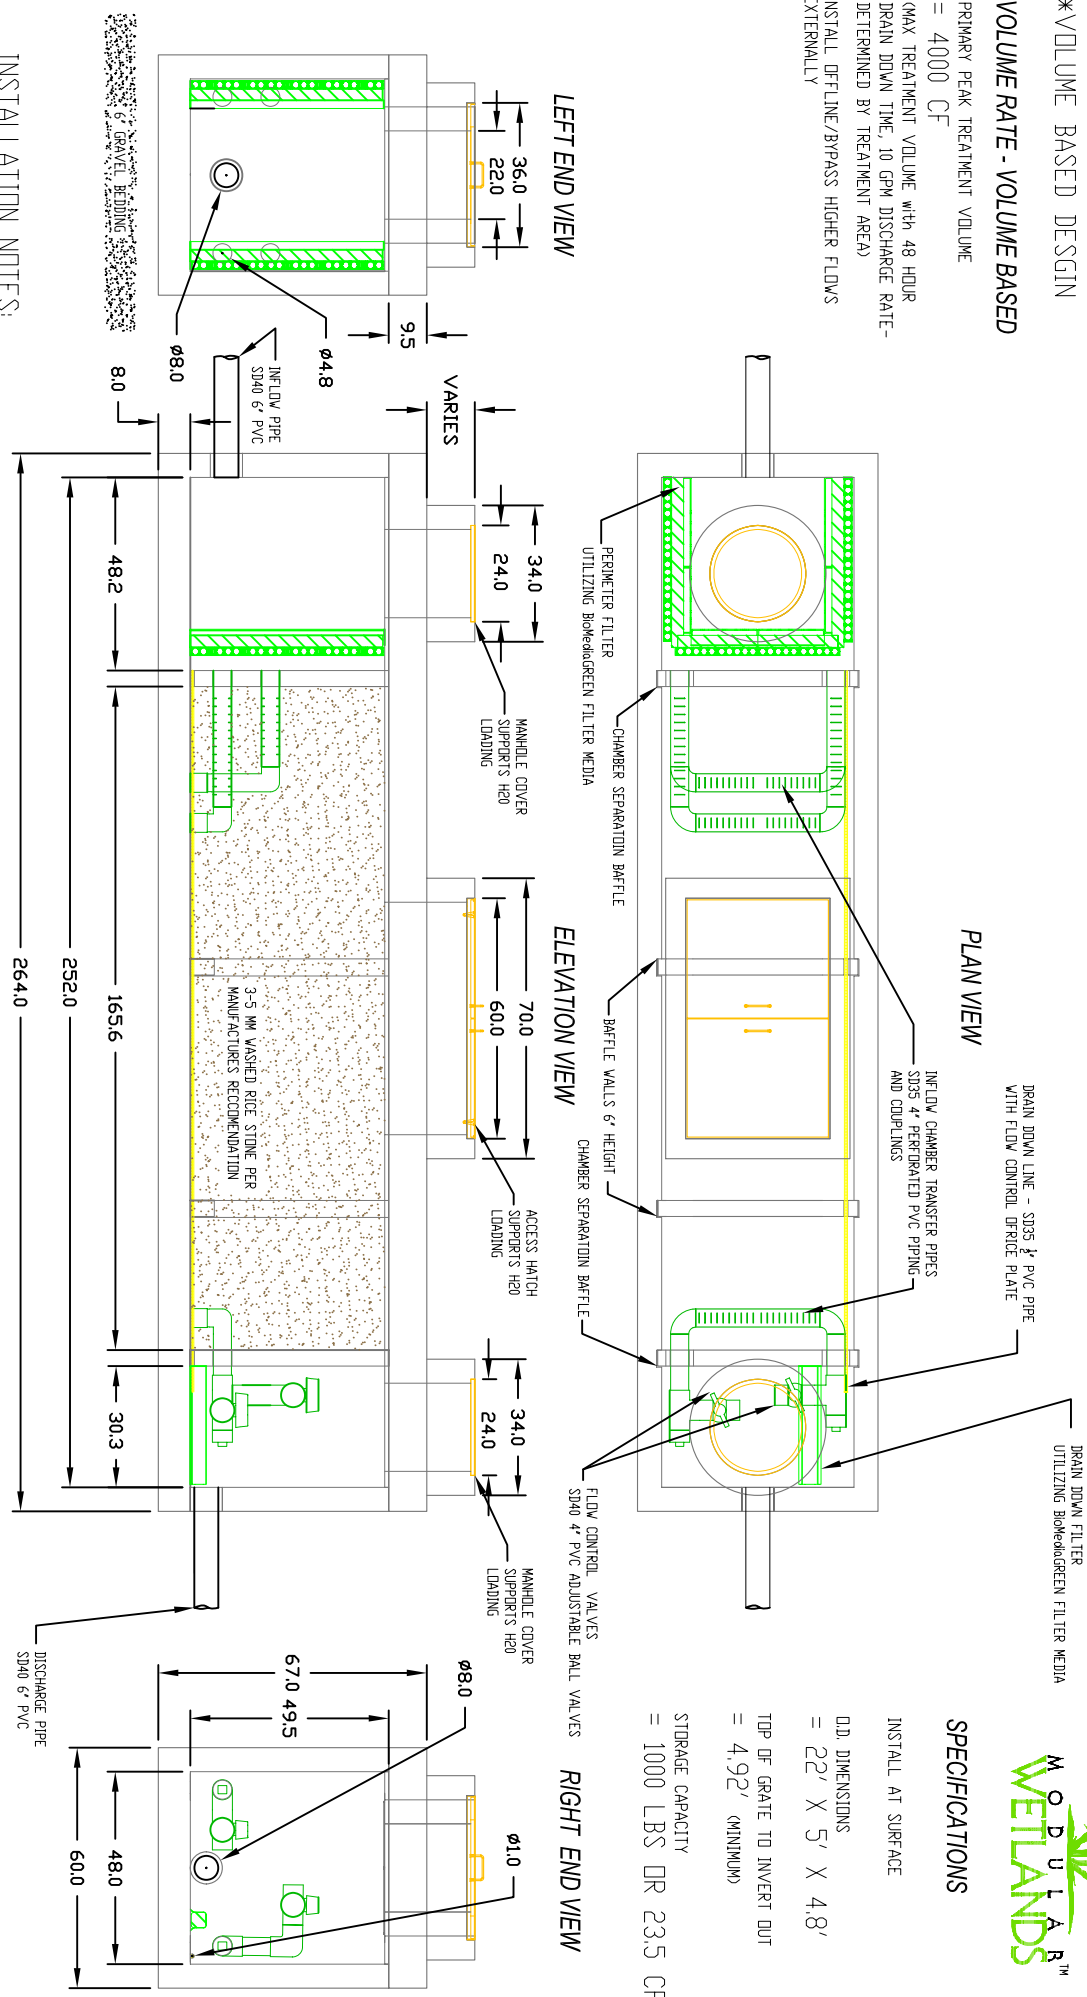 *VOLUME BASED DESGIN
VOLUME RATE - VOLUME BASED
PRIMARY PEAK TREATMENT VOLUME
= 4000 CF
(MAX TREATMENT VOLUME with 48 HOUR
DRAIN DOWN TIME, 10 GPM DISCHARGE RATE-
DETERMINED BY TREATMENT AREA)
INSTALL OFFLINE/BYPASS HIGHER FLOWS
EXTERNALLY
PLAN VIEW
DRAIN DOWN LINE - SD35 PVC PIPE
WITH FLOW CONTROL OFRICE PLATE
INFLOW CHAMBER TRANSFER PIPES
SD35 4" PERFORATED PVC PIPING
AND COUPLINGS
DRAIN DOWN FILTER
UTILIZING BioMediaGREEN FILTER MEDIA
PERIMETER FILTER
UTILIZING BioMediaGREEN FILTER MEDIA
CHAMBER SEPARATOIN BAFFLE
BAFFLE WALLS 6" HEIGHT
CHAMBER SEPARATOIN BAFFLE
FLOW CONTROL VALVES
SD40 4" PVC ADJUSTABLE BALL VALVES
MODULAR™
WETLANDS
SPECIFICATIONS
INSTALL AT SURFACE
O.D. DIMENSIONS
= 22' X 5' X 4.8'
TOP OF GRATE TO INVERT OUT
= 4.92' (MINIMUM)
STORAGE CAPACITY
= 1000 LBS OR 23.5 CF
LEFT END VIEW
36.0
22.0
9.5
ø4.8
ø8.0
6" GRAVEL BEDDING
ELEVATION VIEW
VARIES
34.0
24.0
MANHOLE COVER
SUPPORTS H20
LOADING
70.0
60.0
ACCESS HATCH
SUPPORTS H20
LOADING
34.0
24.0
MANHOLE COVER
SUPPORTS H20
LOADING
INFLOW PIPE
SD40 6" PVC
8.0
3-5 MM WASHED RICE STONE PER
MANUFACTURES RECCOMENDATION
48.2
165.6
30.3
252.0
264.0
DISCHARGE PIPE
SD40 6" PVC
RIGHT END VIEW
ø8.0
ø1.0
67.0
49.5
48.0
60.0
INSTALLATION NOTES: